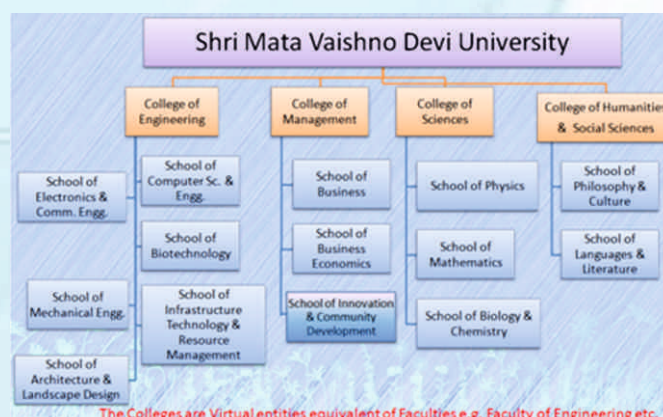 Shri Mata Vaishno Devi University
College of
Engineering
College of
Management
College of
Sciences
College of Humanities
& Social Sciences
School of
Electronics &
Comm. Engg.
School of
Computer Sc. &
Engg.
School of
Biotechnology
School of
Mechanical Engg.
School of
Infrastructure
Technology &
Resource
Management
School of
Architecture &
Landscape Design
School of
Business
School of
Business
Economics
School of Innovation
& Community
Development
School of Physics
School of
Mathematics
School of Biology &
Chemistry
School of
Philosophy &
Culture
School of
Languages &
Literature
The Colleges are Virtual entities equivalent of Faculties e.g. Faculty of Engineering etc.